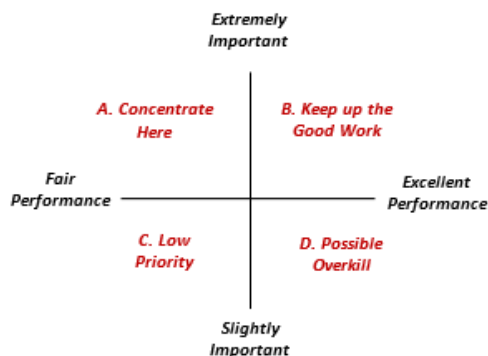 Extremely
Important
A. Concentrate
Here
B. Keep up the
Good Work
Fair
Performance
Excellent
Performance
C. Low
Priority
D. Possible
Overkill
Slightly
Important